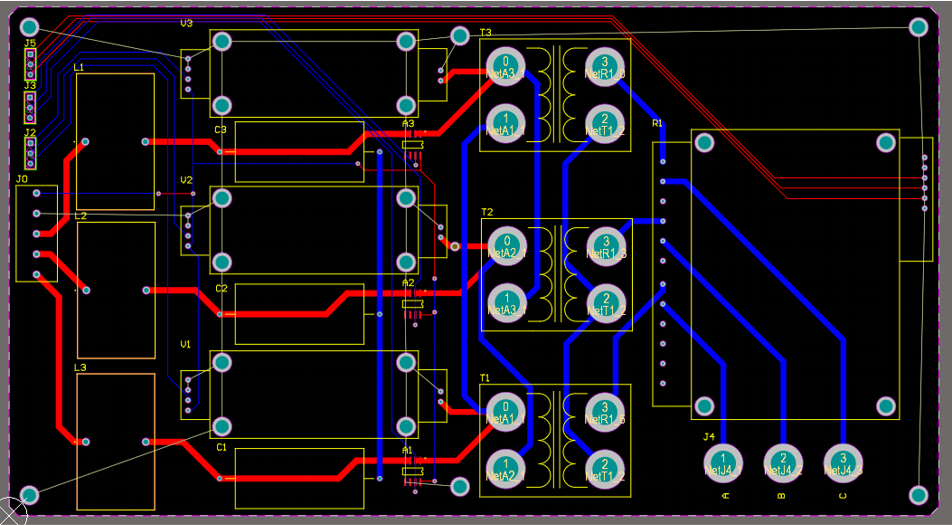 V3
J5
T3
L1
0
NetA3_1
3
NetR1_6
J3
C3
A3
1
NetA1_1
2
NetT1_2
R1
J2
J0
V2
L2
T2
0
NetA2_1
3
NetR1_3
C2
A2
1
NetA3_1
2
NetT1_2
V1
L3
T1
0
NetA1_1
3
NetR1_6
C1
A1
1
NetA2_1
2
NetT1_2
J4
1
NetJ4_1
2
NetJ4_2
3
NetJ4_3
A
B
C